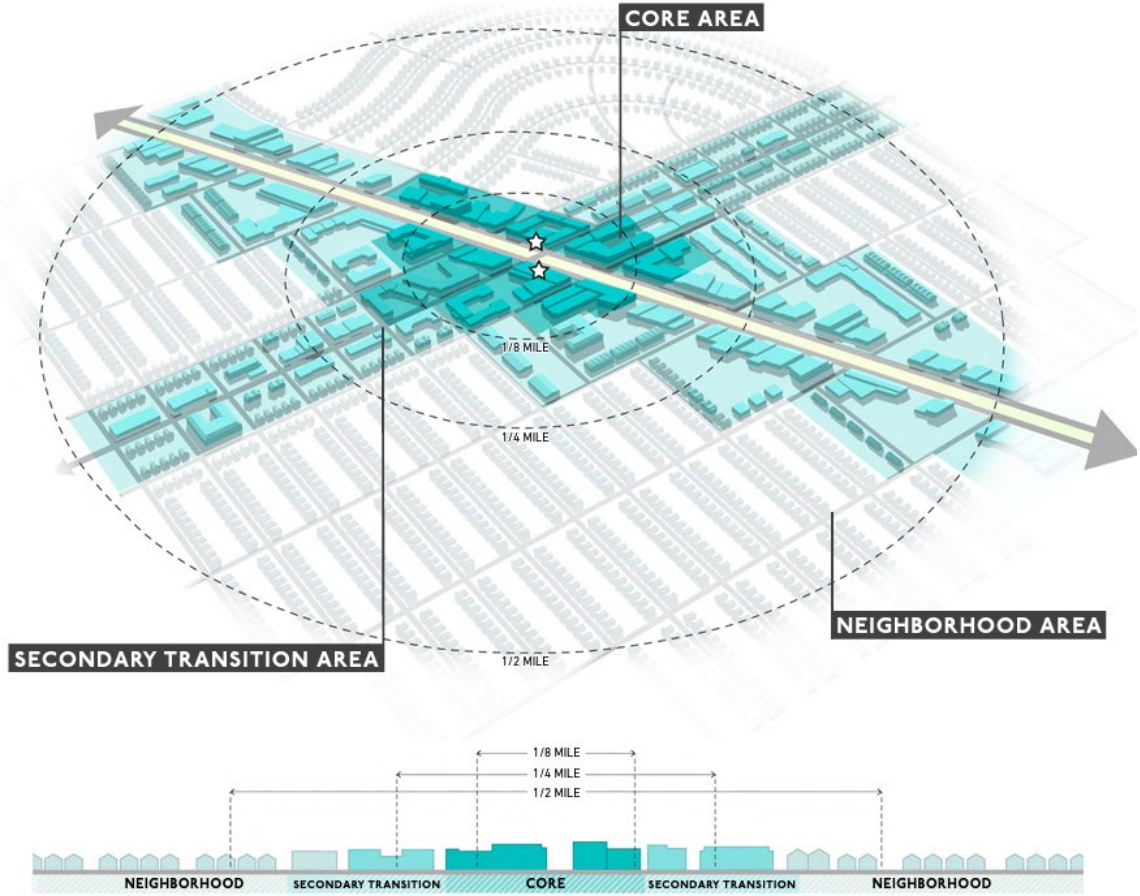 CORE AREA
1/8 MILE
1/4 MILE
NEIGHBORHOOD AREA
SECONDARY TRANSITION AREA
1/2 MILE
1/8 MILE
1/4 MILE
1/2 MILE
NEIGHBORHOOD SECONDARY TRANSITION CORE SECONDARY TRANSITION NEIGHBORHOOD